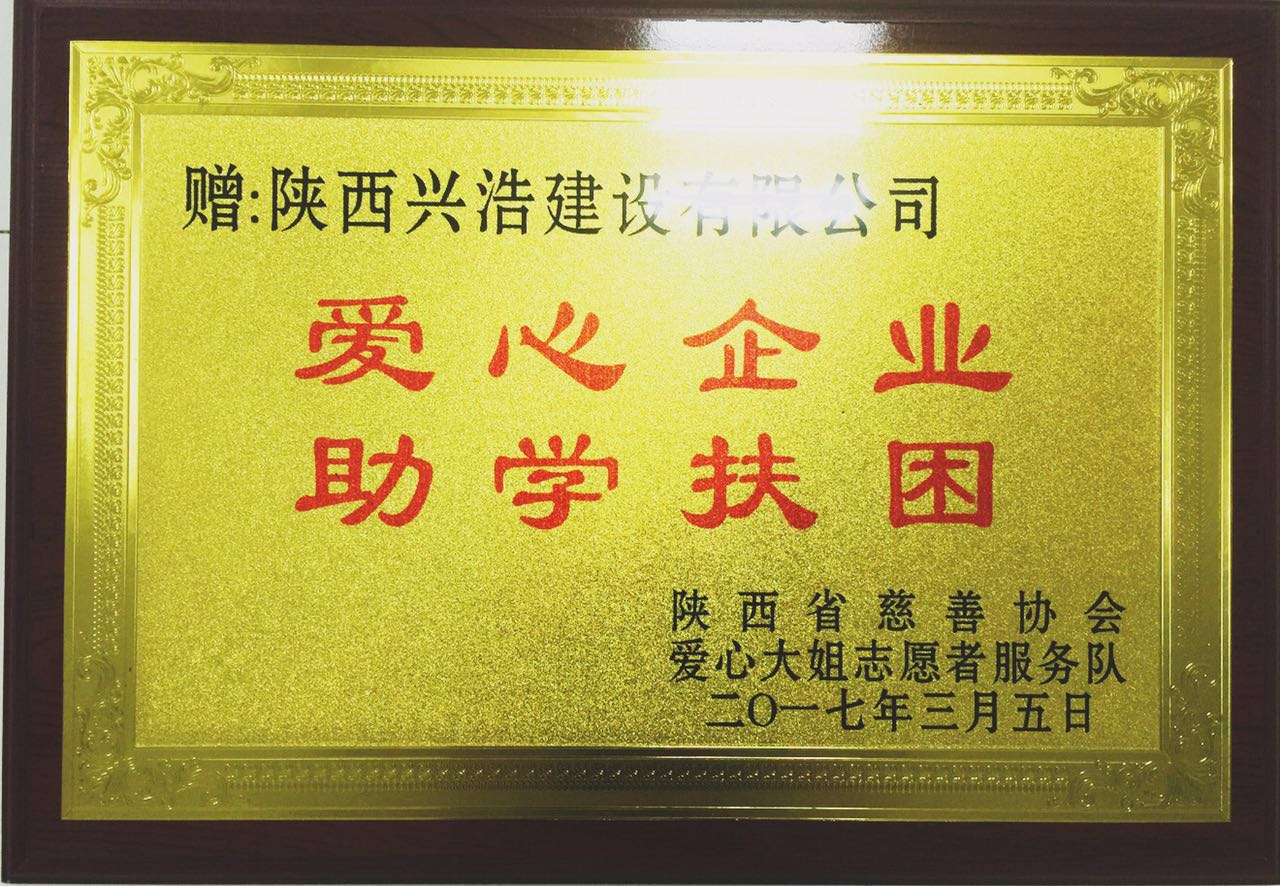 赠:陕西兴浩建设有限公司
爱心企业
助学扶困
陕西省慈善协会
爱心大姐志愿者服务队
二〇一七年三月五日